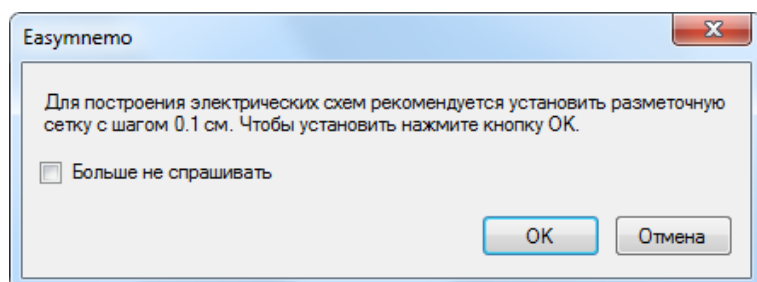 Easymnemo
Для построения электрических схем рекомендуется установить разметочную
сетку с шагом 0.1 см. Чтобы установить нажмите кнопку ОК.
Больше не спрашивать
ОК
Отмена